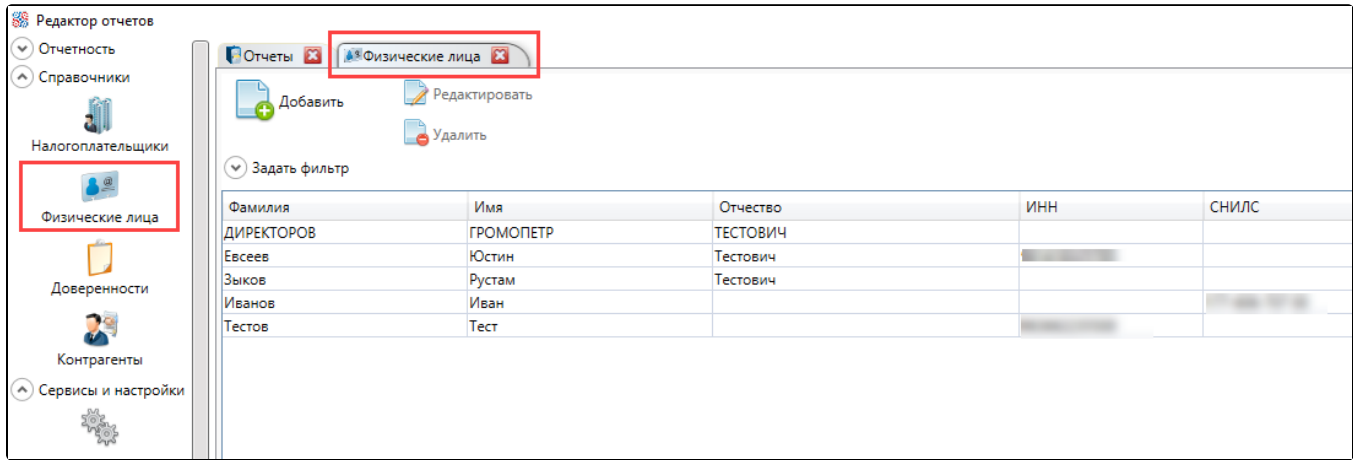 Редактор отчетов
Отчетность
Справочники
Налогоплательщики
Физические лица
Доверенности
Контрагенты
Сервисы и настройки
Отчеты
Физические лица
Добавить
Редактировать
Удалить
Задать фильтр
Фамилия Имя Отчество ИНН СНИЛС
ДИРЕКТОРОВ ГРОМОПЕТР ТЕСТОВИЧ
Евсеев Юстин Тестович
Зыков Рустам Тестович
Иванов Иван
Тестов Тест